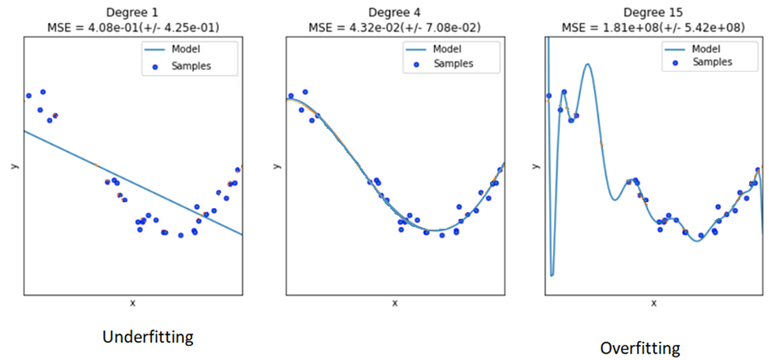 Degree 1
MSE = 4.08e-01(+/- 4.25e-01)
Model
Samples
y
x
Underfitting
Degree 4
MSE = 4.32e-02(+/- 7.08e-02)
Model
Samples
y
x
Degree 15
MSE = 1.81e+08(+/- 5.42e+08)
Model
Samples
y
x
Overfitting